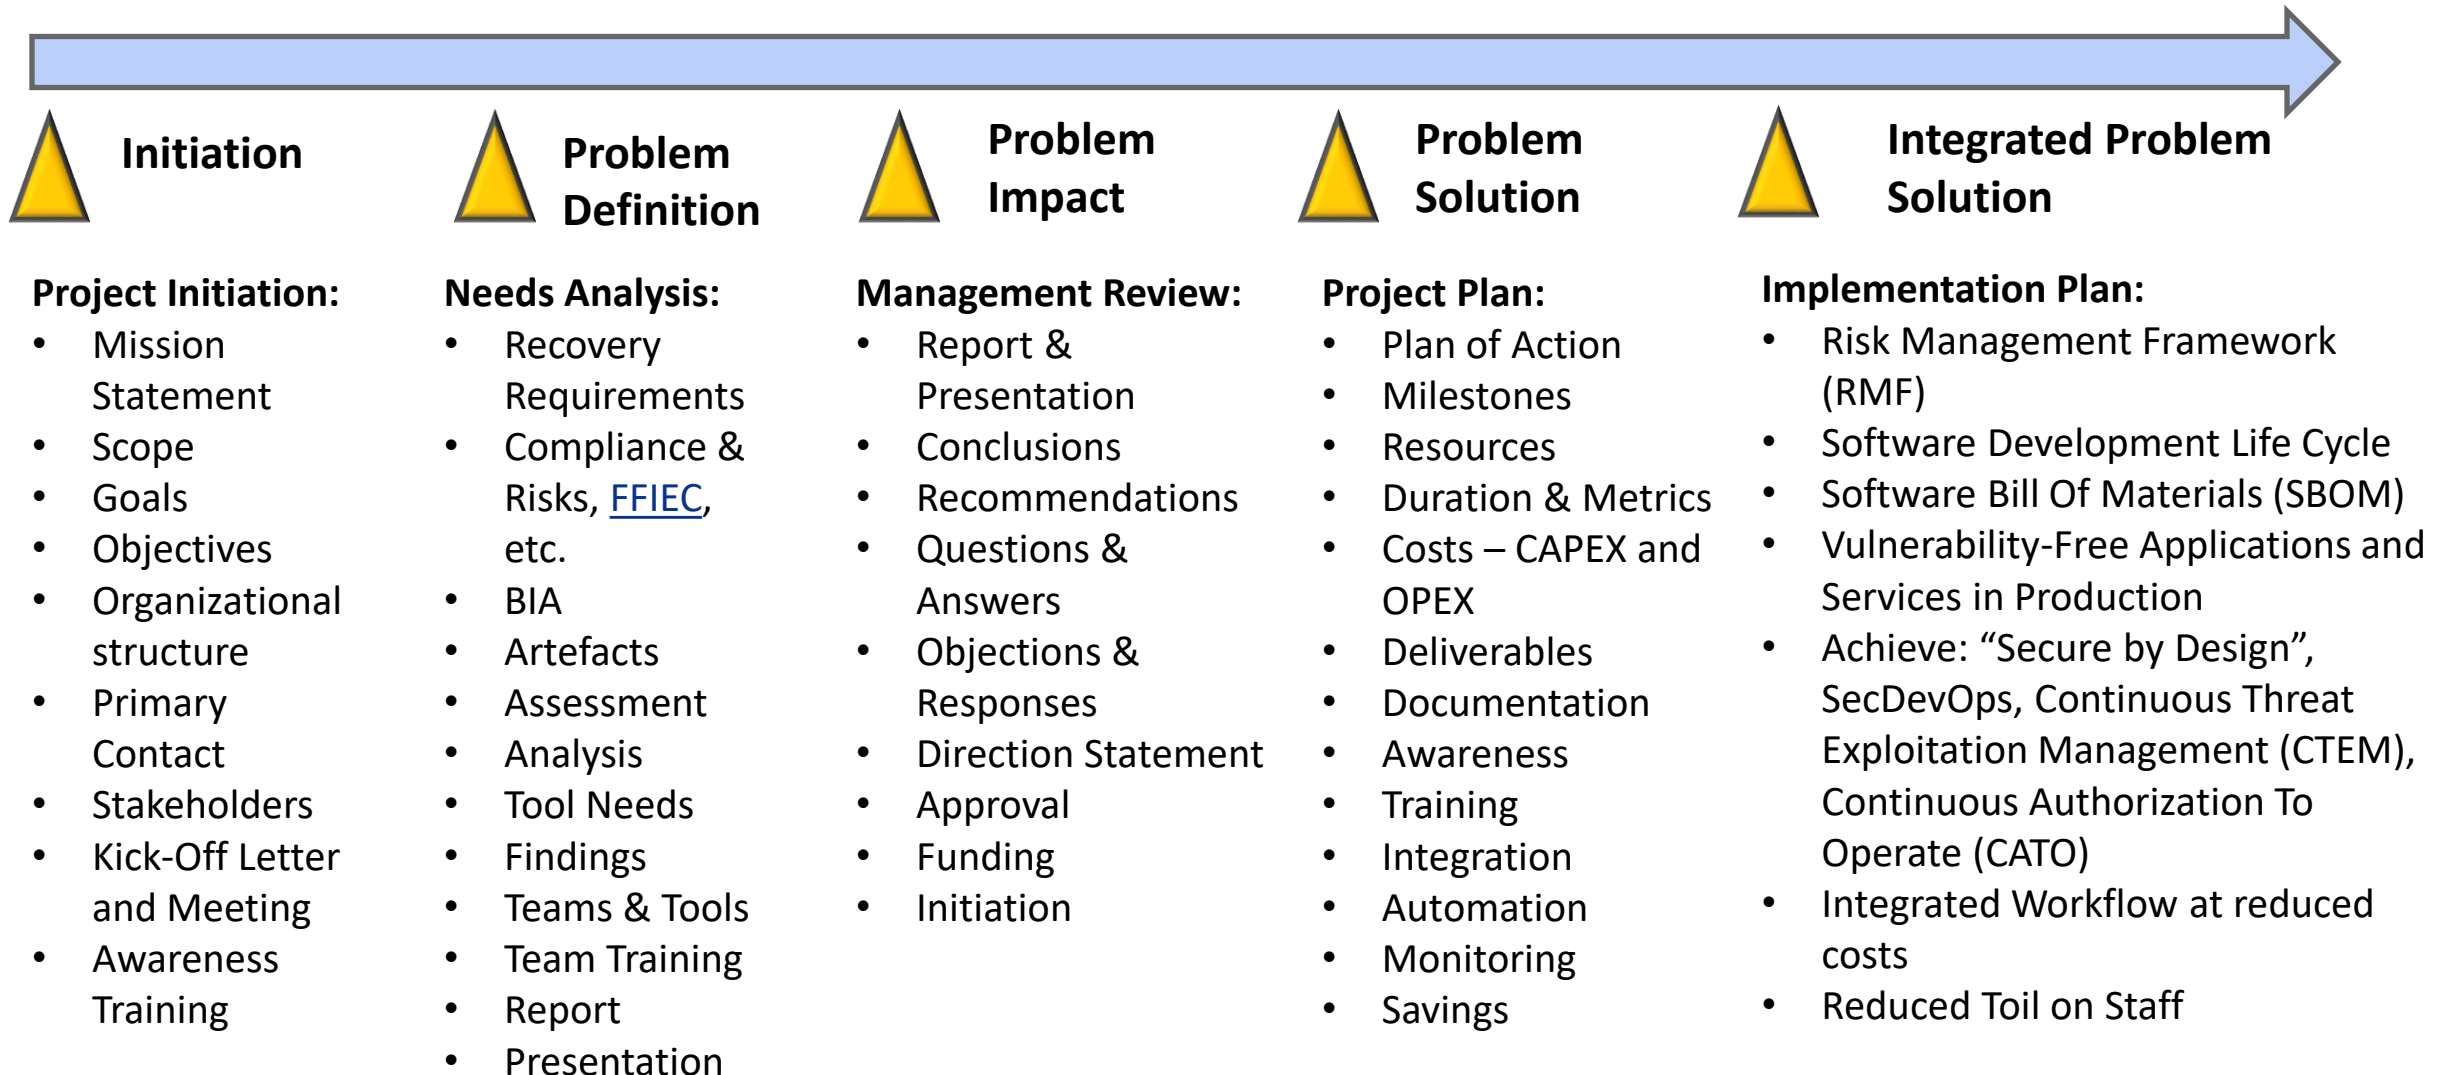 Initiation
Problem
Definition
Problem
Impact
Problem
Solution
Integrated Problem
Solution
Project Initiation:
• Mission
Statement
• Scope
• Goals
• Objectives
• Organizational
structure
• Primary
Contact
• Stakeholders
• Kick-Off Letter
and Meeting
• Awareness
Training
Needs Analysis:
• Recovery
Requirements
• Compliance &
Risks, FFIEC,
etc.
• BIA
• Artefacts
• Assessment
• Analysis
• Tool Needs
• Findings
• Teams & Tools
• Team Training
• Report
• Presentation
Management Review:
• Report &
Presentation
• Conclusions
• Recommendations
• Questions &
Answers
• Objections &
Responses
• Direction Statement
• Approval
• Funding
• Initiation
Project Plan:
• Plan of Action
• Milestones
• Resources
• Duration & Metrics
• Costs – CAPEX and
OPEX
• Deliverables
• Documentation
• Awareness
• Training
• Integration
• Automation
• Monitoring
• Savings
Implementation Plan:
• Risk Management Framework
(RMF)
• Software Development Life Cycle
• Software Bill Of Materials (SBOM)
• Vulnerability-Free Applications and
Services in Production
• Achieve: “Secure by Design”,
SecDevOps, Continuous Threat
Exploitation Management (CTEM),
Continuous Authorization To
Operate (CATO)
• Integrated Workflow at reduced
costs
• Reduced Toil on Staff